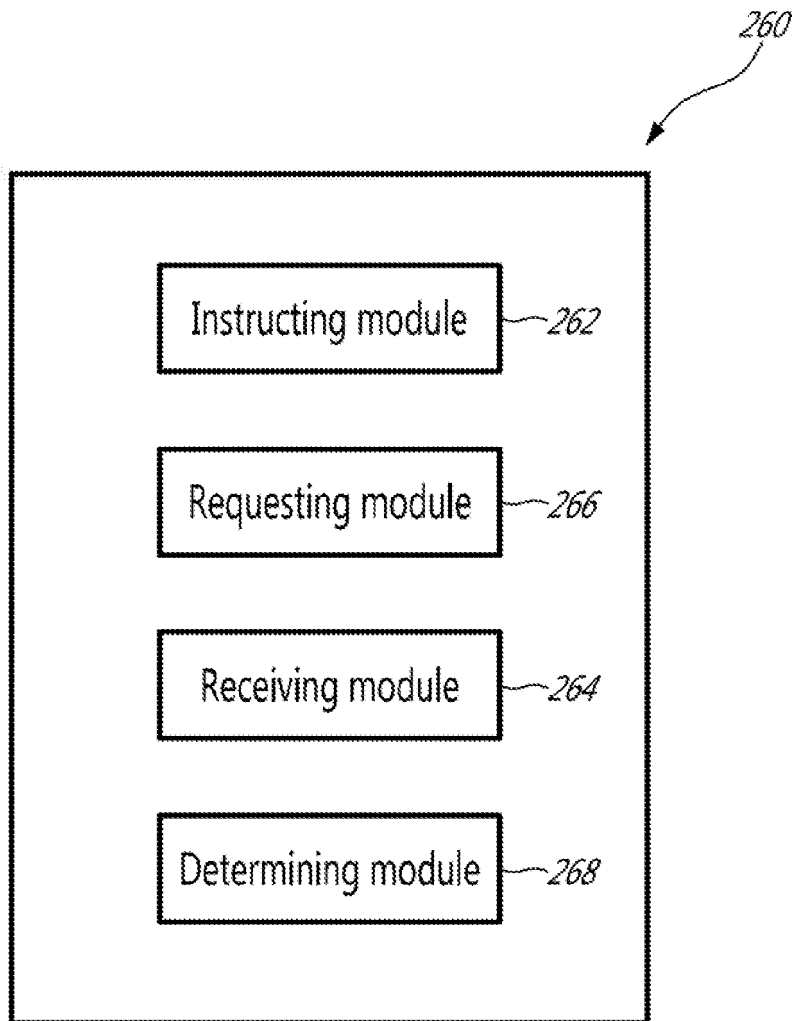 260
Instructing module 262
Requesting module 266
Receiving module 264
Determining module 268